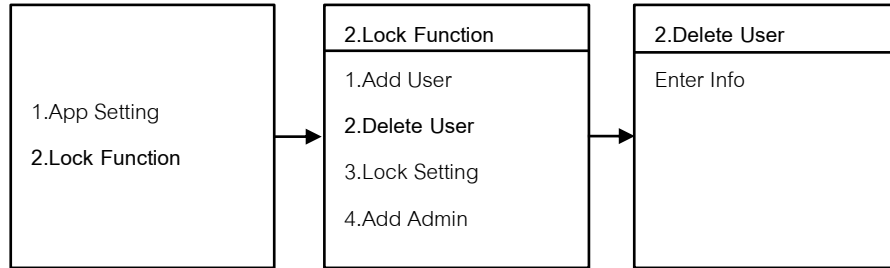 1.App Setting
2.Lock Function
2.Lock Function
1.Add User
2.Delete User
3.Lock Setting
4.Add Admin
2.Delete User
Enter Info